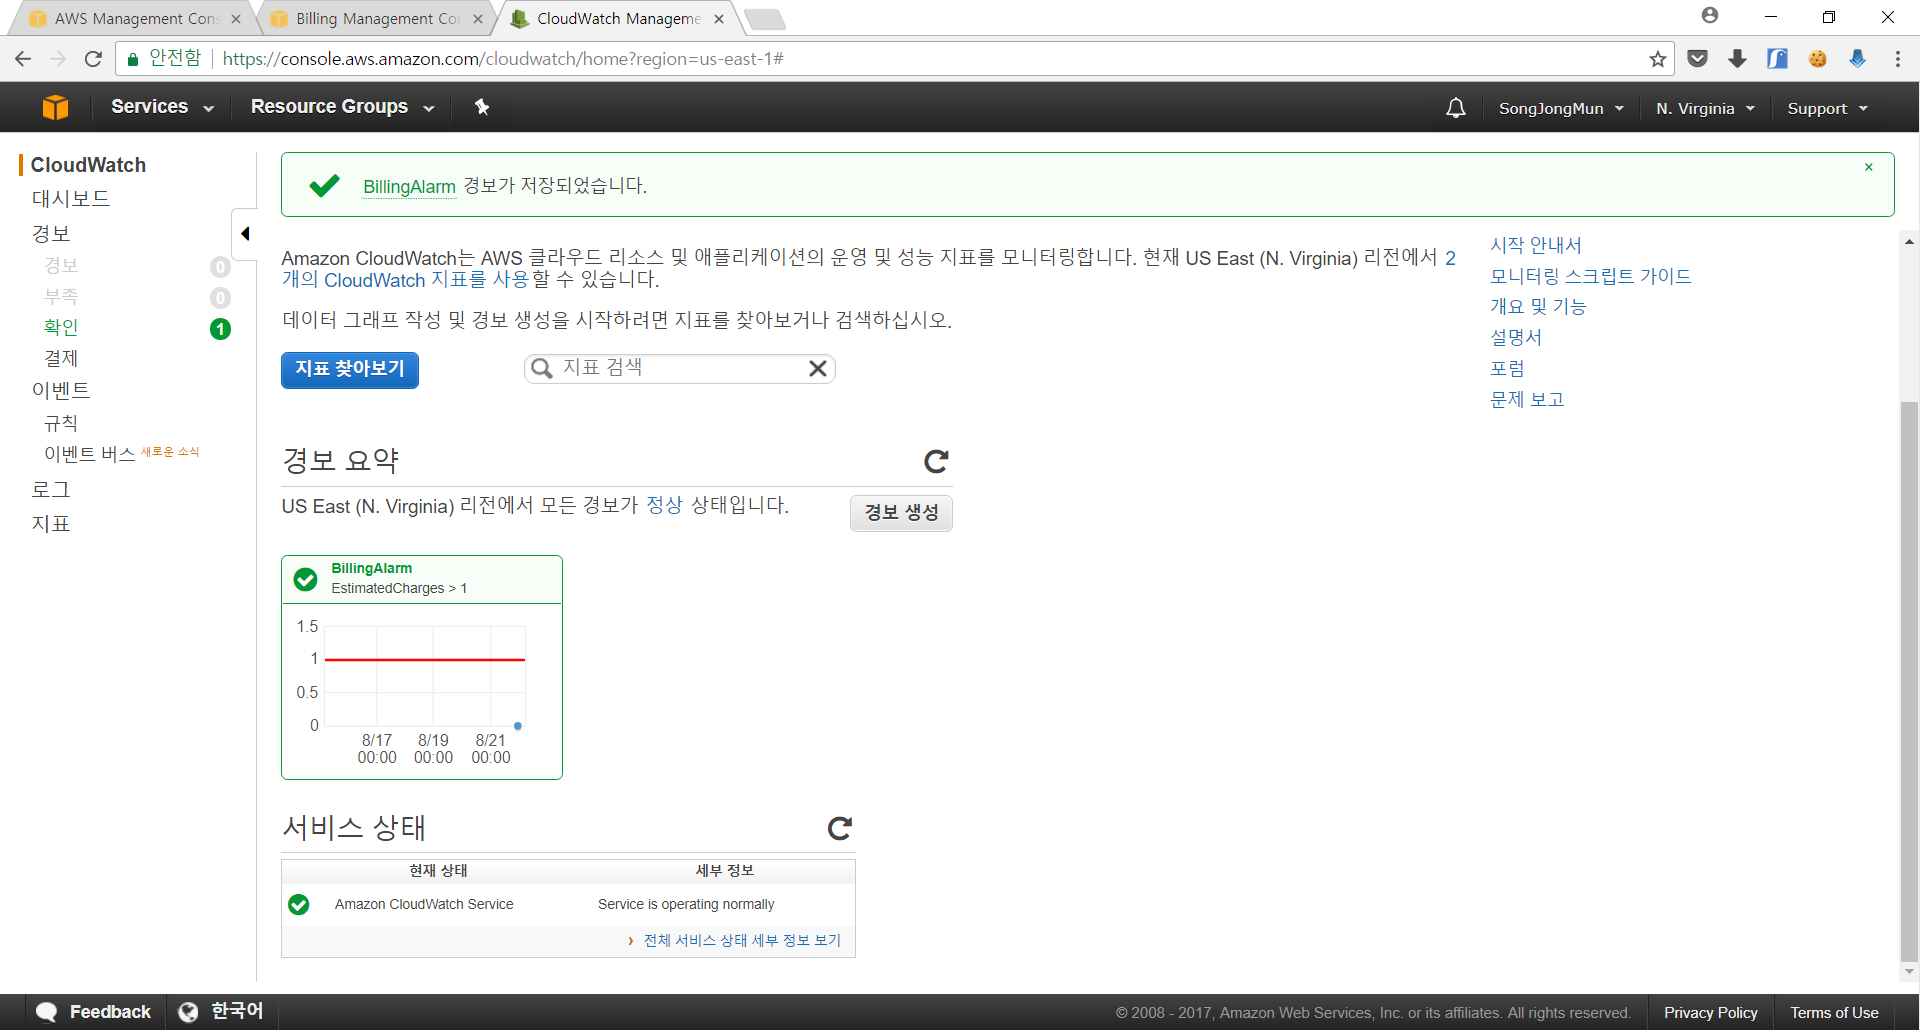 AWS Management Cons
Billing Management Co
CloudWatch Manageme
안전함 https://console.aws.amazon.com/cloudwatch/home?region=us-east-1#
Services
Resource Groups
SongJongMun
N. Virginia
Support
CloudWatch
대시보드
경보
경보 0
부족 0
확인 1
결제
이벤트
규칙
이벤트 버스 새로운 소식
로그
지표
BillingAlarm 경보가 저장되었습니다.
Amazon CloudWatch는 AWS 클라우드 리소스 및 애플리케이션의 운영 및 성능 지표를 모니터링합니다. 현재 US East (N. Virginia) 리전에서 2
개의 CloudWatch 지표를 사용할 수 있습니다.
데이터 그래프 작성 및 경보 생성을 시작하려면 지표를 찾아보거나 검색하십시오.
지표 찾아보기
지표 검색
시작 안내서
모니터링 스크립트 가이드
개요 및 기능
설명서
포럼
문제 보고
경보 요약
US East (N. Virginia) 리전에서 모든 경보가 정상 상태입니다.
경보 생성
BillingAlarm
EstimatedCharges > 1
1.5
1
0.5
0
8/17 8/19 8/21
00:00 00:00 00:00
서비스 상태
현재 상태 세부 정보
Amazon CloudWatch Service Service is operating normally
› 전체 서비스 상태 세부 정보 보기
Feedback
한국어
© 2008 - 2017, Amazon Web Services, Inc. or its affiliates. All rights reserved.
Privacy Policy
Terms of Use